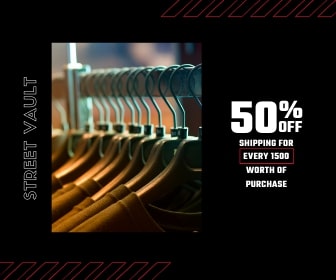 STREET VAULT
50%
OFF
SHIPPING FOR
EVERY 1500
WORTH OF
PURCHASE